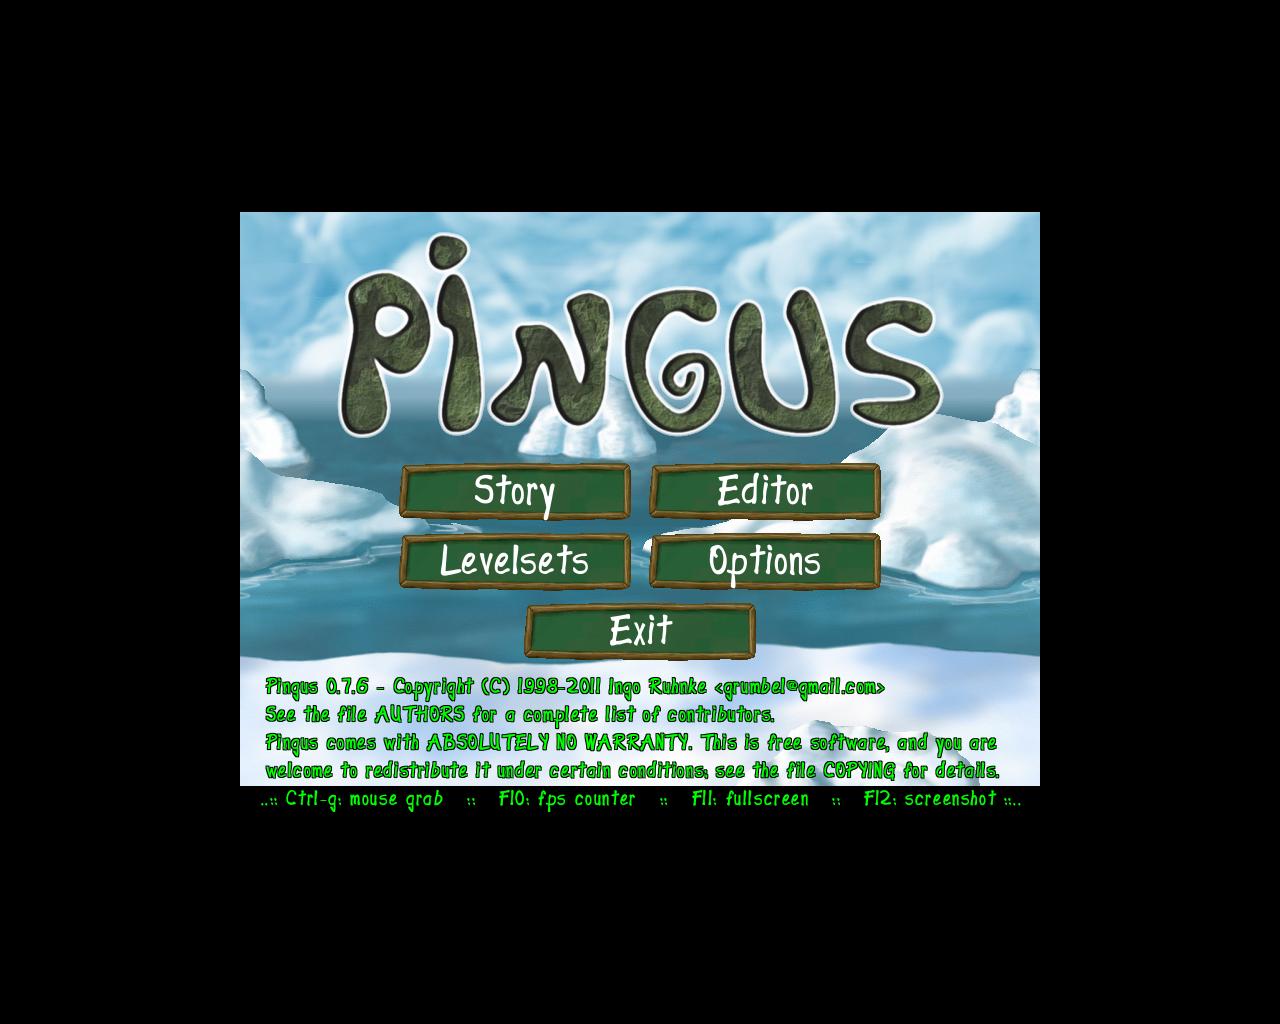 PiNGUS
Story
Editor
Levelsets
Options
Exit
Pingus 0.7.6 - Copyright (C) 1998-2011 Ingo Ruhnke <grumbel@gmail.com>
See the file AUTHORS for a complete list of contributors.
Pingus comes with ABSOLUTELY NO WARRANTY. This is free software, and you are
welcome to redistribute it under certain conditions; see the file COPYING for details.
..:: Ctrl-g: mouse grab :: F10: fps counter :: F11: fullscreen :: F12: screenshot ::..